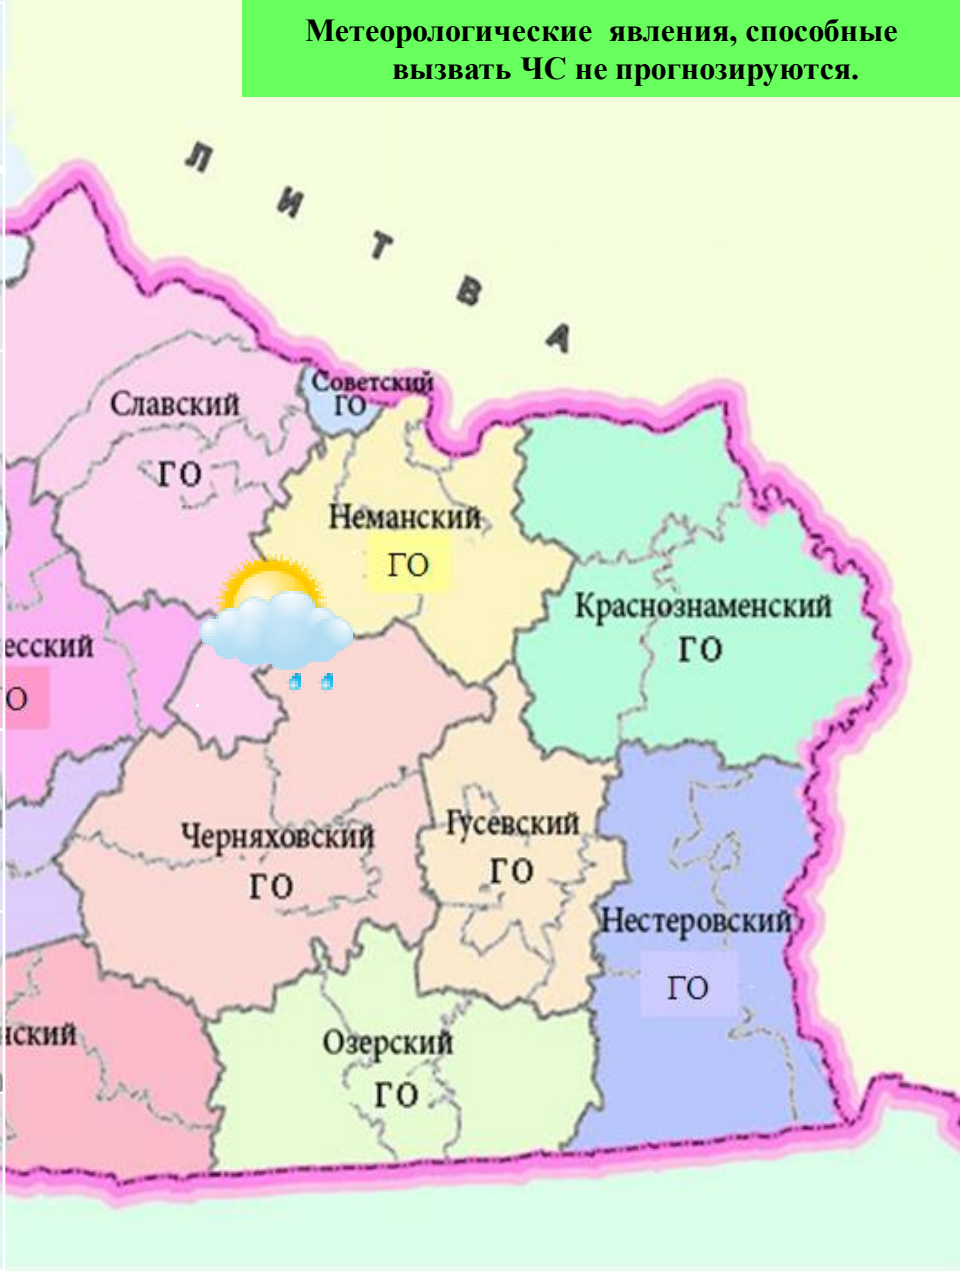 Метеорологические явления, способные
вызвать ЧС не прогнозируются.
ЛИТВА
Советский
ГО
Славский
ГО
Неманский
ГО
Краснознаменский
ГО
есский
О
Черняховский
ГО
Гусевский
ГО
Нестеровский
ГО
нский
Озерский
ГО